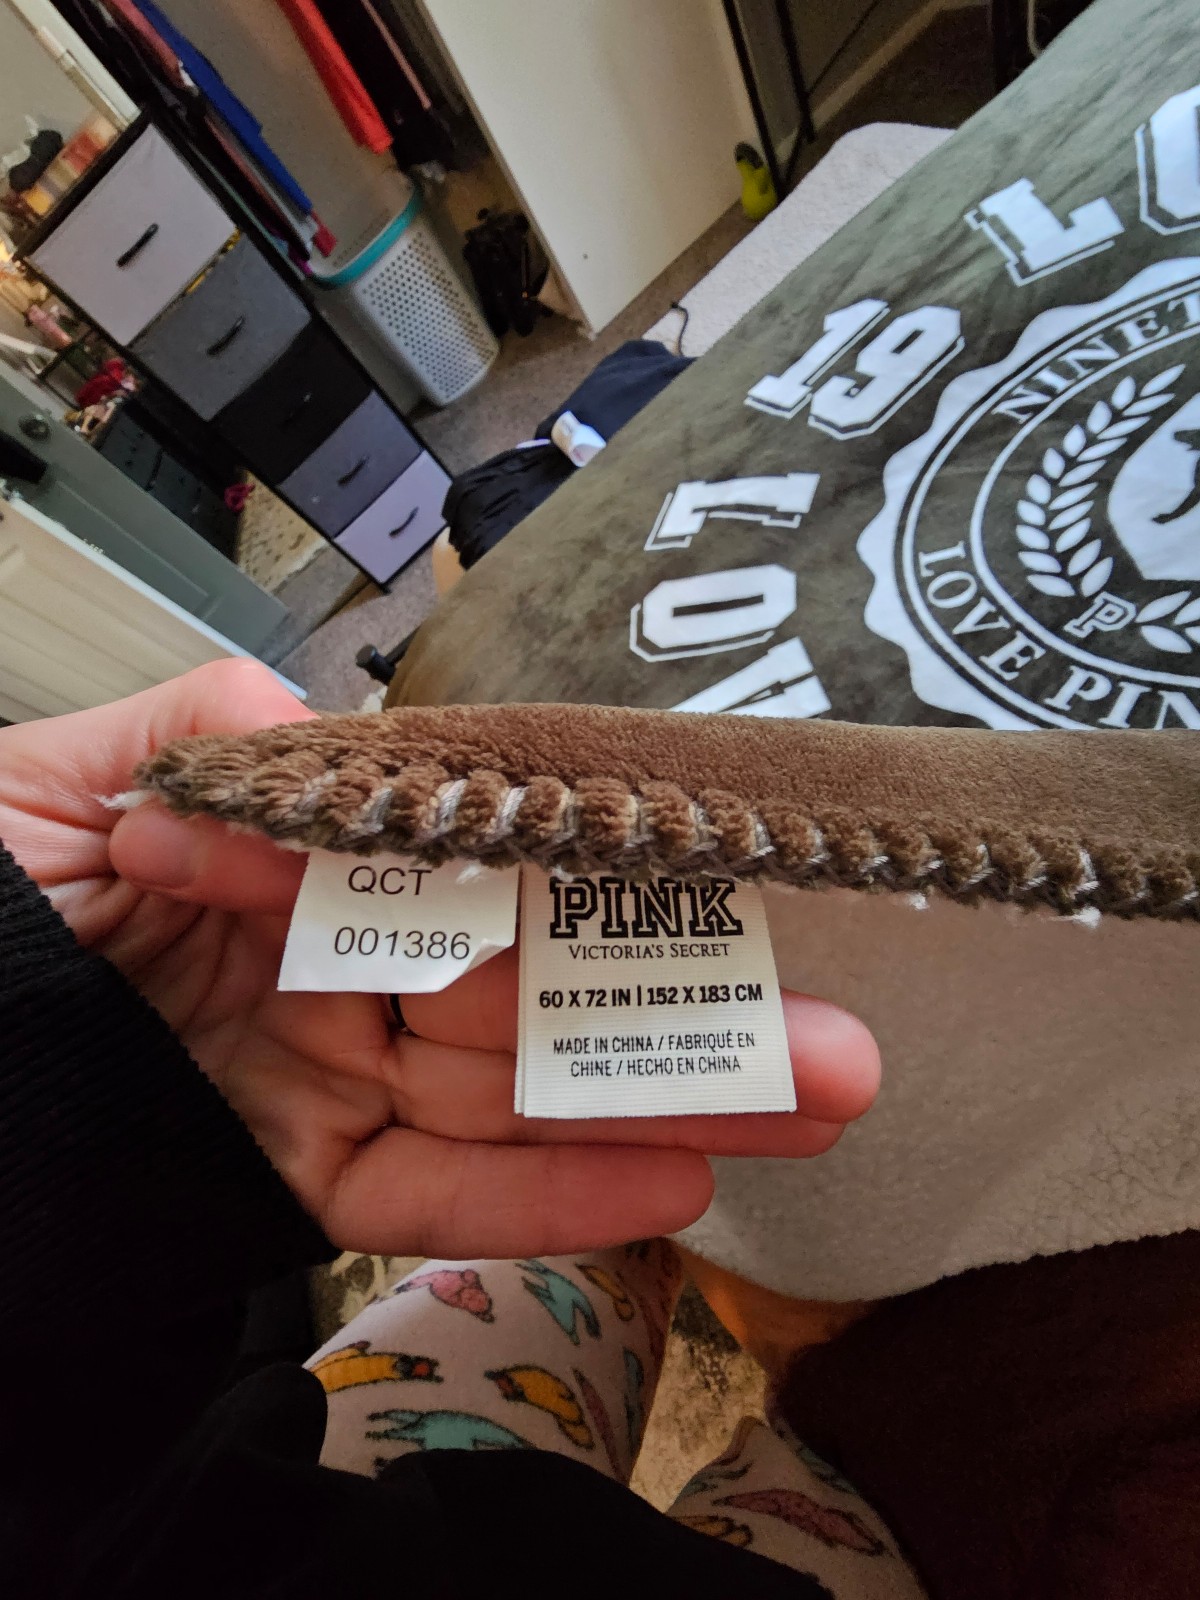 19
LOVE PIN
P
QCT
001386
PINK
VICTORIA'S SECRET
60 X 72 IN | 152 X 183 CM
MADE IN CHINA / FABRIQUÉ EN
CHINE / HECHO EN CHINA